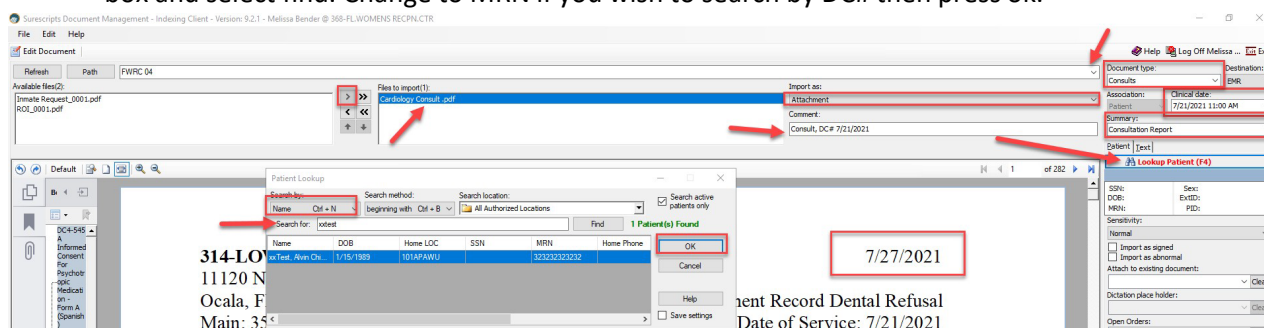 box and select find. Change to MRN if you wish to search by DC#
Surescripts Document Management - Indexing Client - Version: 9.2.1 - Melissa Bender @ 368-FL.WOMENS RECPN.CTR
File Edit Help
Edit Document
Help Log Off Melissa ... Exit
Refresh Path FWRC 04
Document type: Destination:
Consults EMR
Available files(2): Files to import(1): Import as:
Inmate Request_0001.pdf
ROI_0001.pdf
> >>
< <<
Cardiology Consult .pdf
Attachment
Association: Clinical date:
Patient 7/21/2021 11:00 AM
Comment:
Consult, DC# 7/21/2021
Summary:
Consultation Report
Patient Text
Lookup Patient (F4)
Default
1 of 282
Patient Lookup
Search by: Search method: Search location:
Name Ctrl + N beginning with Ctrl + B All Authorized Locations
Search active patients only
Search for: xxtest Find 1 Patient(s) Found
Name DOB Home LOC SSN MRN Home Phone
xxTest, Alvin Chi... 1/15/1989 101APAWU 323232323232
OK
Cancel
Help
Save settings
SSN: Sex:
DOB: ExtID:
MRN: PID:
Sensitivity:
Normal
Import as signed
Import as abnormal
Attach to existing document:
Dictation place holder:
Open Orders:
DC4-545
A
Informed
Consent
For
Psychotr
opic
Medicati
on -
Form A
(Spanish
)
314-LO
7/27/2021
11120 N
Ocala, F
ent Record Dental Refusal
Main: 35
Date of Service: 7/21/2021